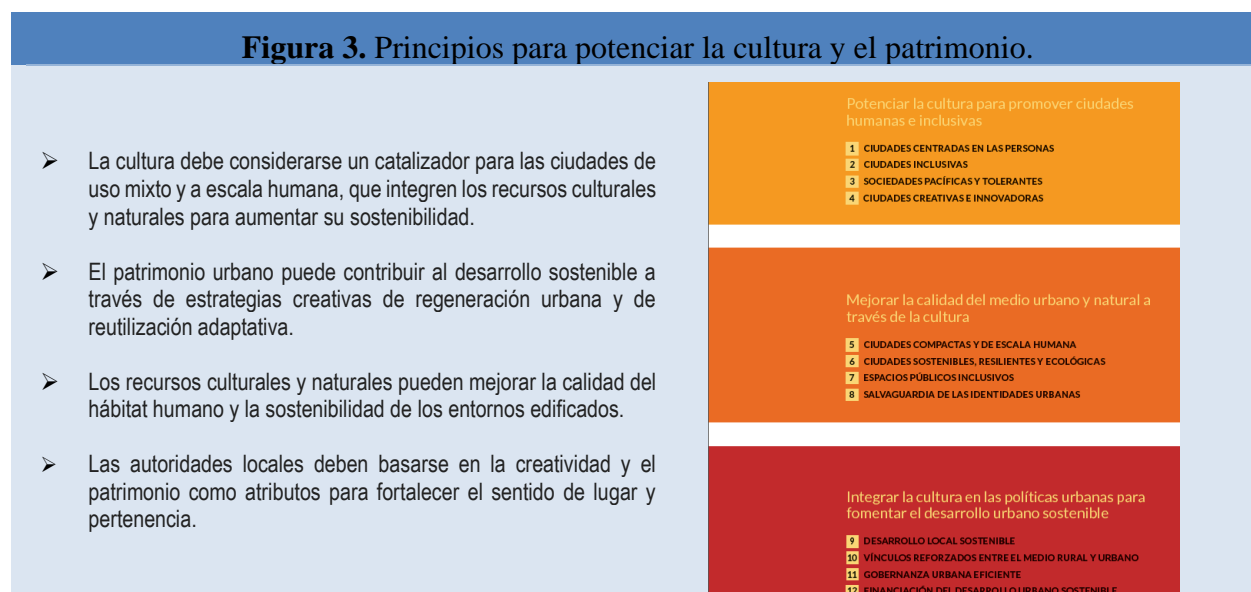 Figura 3. Principios para potenciar la cultura y el patrimonio.
➢ La cultura debe considerarse un catalizador para las ciudades de
uso mixto y a escala humana, que integren los recursos culturales
y naturales para aumentar su sostenibilidad.
➢ El patrimonio urbano puede contribuir al desarrollo sostenible a
través de estrategias creativas de regeneración urbana y de
reutilización adaptativa.
➢ Los recursos culturales y naturales pueden mejorar la calidad del
hábitat humano y la sostenibilidad de los entornos edificados.
➢ Las autoridades locales deben basarse en la creatividad y el
patrimonio como atributos para fortalecer el sentido de lugar y
pertenencia.
Potenciar la cultura para promover ciudades
humanas e inclusivas
1 CIUDADES CENTRADAS EN LAS PERSONAS
2 CIUDADES INCLUSIVAS
3 SOCIEDADES PACÍFICAS Y TOLERANTES
4 CIUDADES CREATIVAS E INNOVADORAS
Mejorar la calidad del medio urbano y natural a
través de la cultura
5 CIUDADES COMPACTAS Y DE ESCALA HUMANA
6 CIUDADES SOSTENIBLES, RESILIENTES Y ECOLÓGICAS
7 ESPACIOS PÚBLICOS INCLUSIVOS
8 SALVAGUARDIA DE LAS IDENTIDADES URBANAS
Integrar la cultura en las políticas urbanas para
fomentar el desarrollo urbano sostenible
9 DESARROLLO LOCAL SOSTENIBLE
10 VÍNCULOS REFORZADOS ENTRE EL MEDIO RURAL Y URBANO
11 GOBERNANZA URBANA EFICIENTE
12 FINANCIACIÓN DEL DESARROLLO URBANO SOSTENIBLE